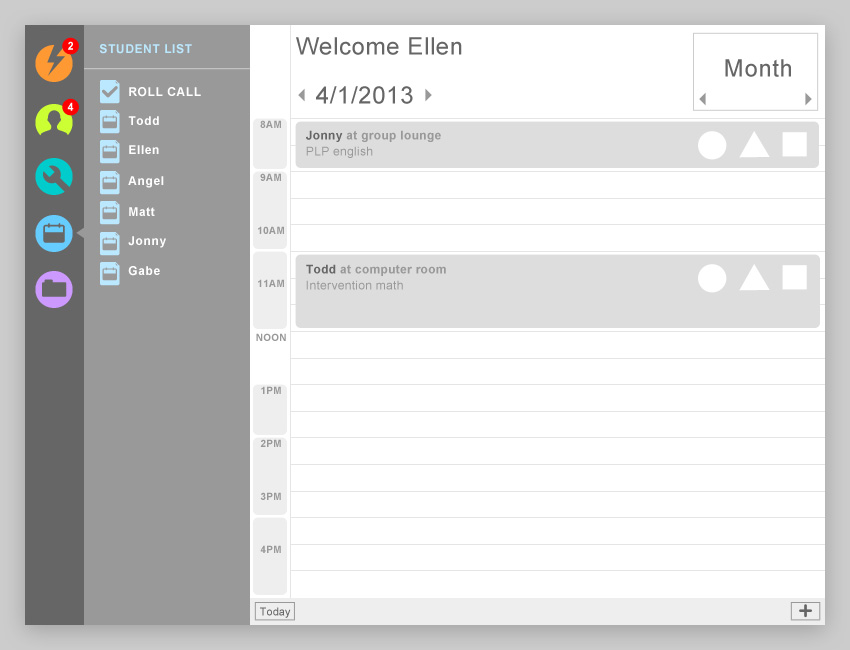 2
4
STUDENT LIST
ROLL CALL
Todd
Ellen
Angel
Matt
Jonny
Gabe
Welcome Ellen
4/1/2013
Month
8AM
Jonny at group lounge
PLP english
9AM
10AM
Todd at computer room
Intervention math
11AM
NOON
1PM
2PM
3PM
4PM
Today